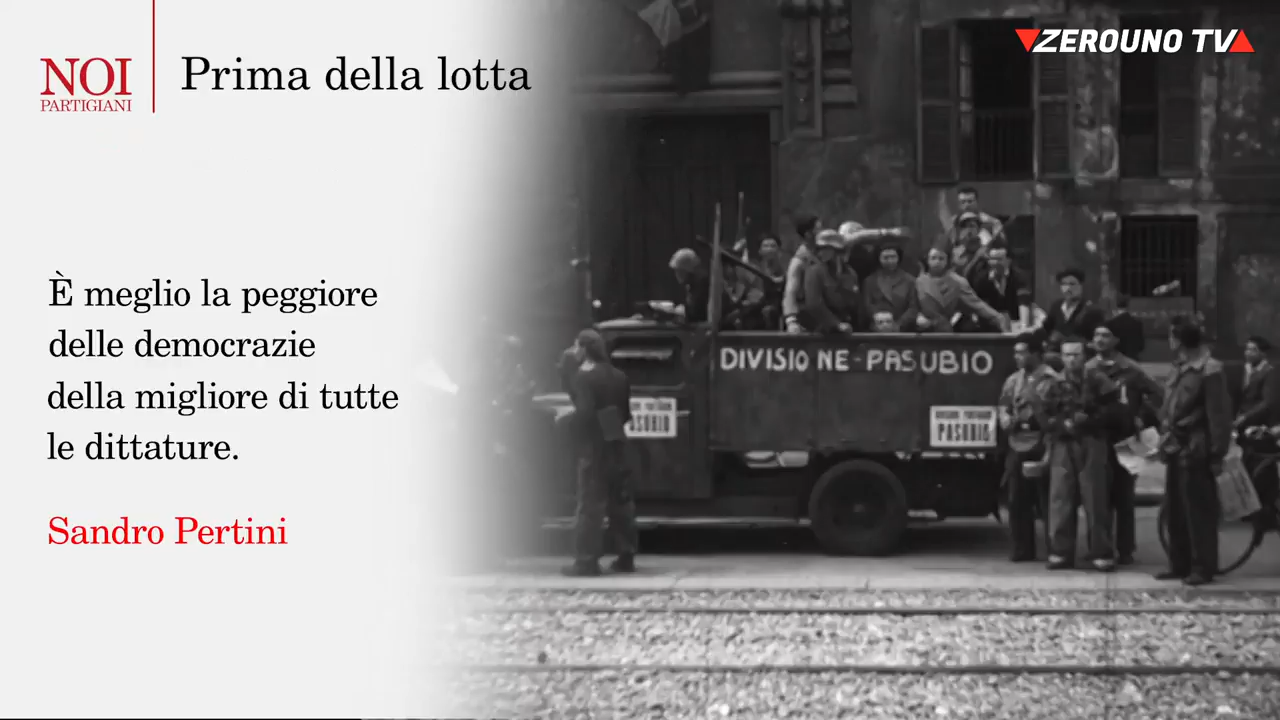 NOI
PARTIGIANI
Prima della lotta
ZEROUNO TV
È meglio la peggiore
delle democrazie
della migliore di tutte
le dittature.
Sandro Pertini
DIVISIONE-PASUBIO
PASUBIO